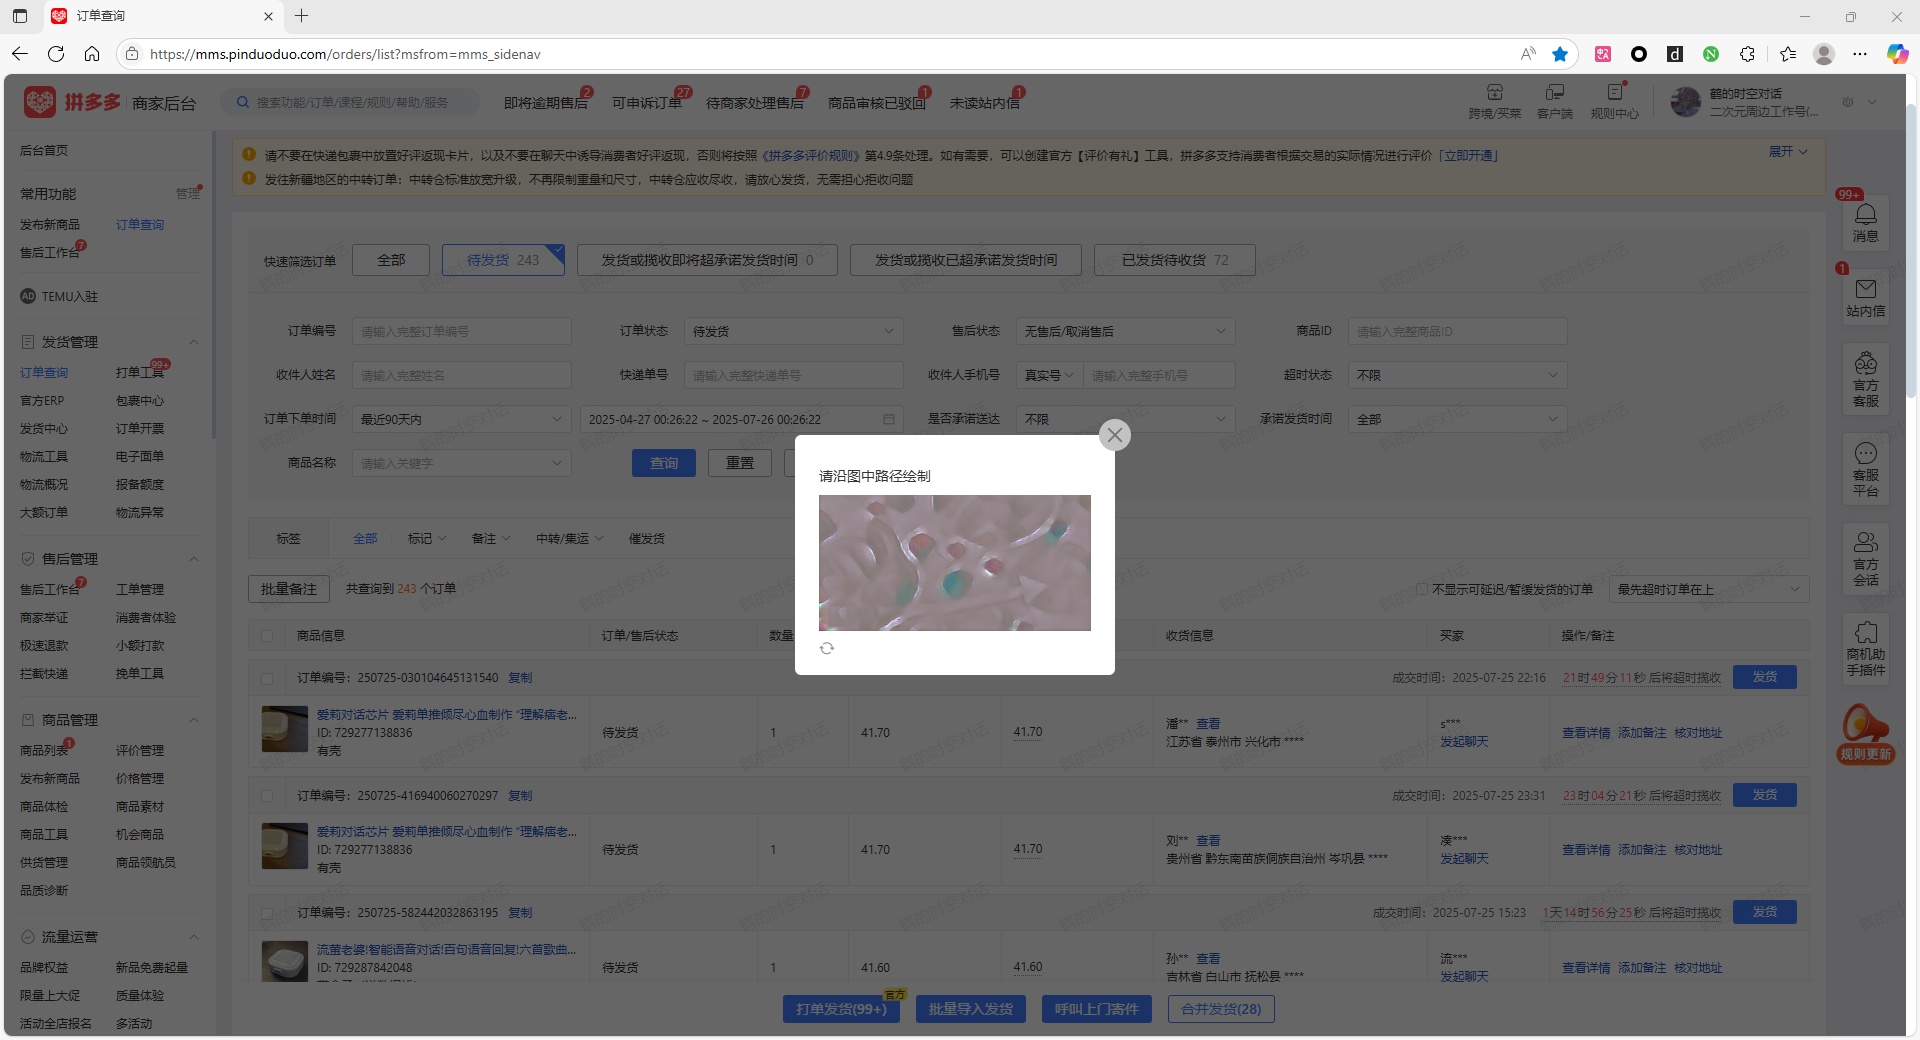 订单查询
https://mms.pinduoduo.com/orders/list?msfrom=mms_sidenav
拼多多 商家后台
搜索功能/订单/课程/规则/帮助/服务
即将逾期售后 2 可申诉订单 27 待商家处理售后 7 商品审核已驳回 1 未读站内信 1
跨境/买菜 客户端 规则中心
鹤的时空对话
二次元周边工作号(...
后台首页
常用功能 管理
发布新商品 订单查询
售后工作台 7
AD TEMU入驻
发货管理
订单查询 打单工具 99+
官方ERP 包裹中心
发货中心 订单开票
物流工具 电子面单
物流概况 报备额度
大额订单 物流异常
售后管理
售后工作台 7 工单管理
商家举证 消费者体验
极速退款 小额打款
拦截快递 挽单工具
商品管理
商品列表 1 评价管理
发布新商品 价格管理
商品体检 商品素材
商品工具 机会商品
供货管理 商品领航员
品质诊断
流量运营
品牌权益 新品免费起量
限量上大促 质量体验
活动全店报名 多活动
请不要在快递包裹中放置好评返现卡片，以及不要在聊天中诱导消费者好评返现，否则将按照《拼多多评价规则》第4.9条处理。如有需要，可以创建官方【评价有礼】工具，拼多多支持消费者根据交易的实际情况进行评价「立即开通」
展开
发往新疆地区的中转订单：中转仓标准放宽升级，不再限制重量和尺寸，中转仓应收尽收，请放心发货，无需担心拒收问题
快速筛选订单 全部 待发货 243 发货或揽收即将超承诺发货时间 0 发货或揽收已超承诺发货时间 已发货待收货 72
订单编号 请输入完整订单编号 订单状态 待发货 售后状态 无售后/取消售后 商品ID 请输入完整商品ID
收件人姓名 请输入完整姓名 快递单号 请输入完整快递单号 收件人手机号 真实号 请输入完整手机号 超时状态 不限
订单下单时间 最近90天内 2025-04-27 00:26:22 ~ 2025-07-26 00:26:22 是否承诺送达 不限 承诺发货时间 全部
商品名称 请输入关键字 查询 重置
请沿图中路径绘制
标签 全部 标记 备注 中转/集运 催发货
批量备注 共查询到 243 个订单
不显示可延迟/暂缓发货的订单 最先超时订单在上
商品信息 订单/售后状态 数量 收货信息 买家 操作/备注
订单编号：250725-030104645131540 复制
成交时间：2025-07-25 22:16 21时49分11秒 后将超时揽收 发货
爱莉对话芯片 爱莉单推倾尽心血制作 “理解痞老...
ID: 729277138836
有壳
待发货 1 41.70 41.70
潘** 查看
江苏省 泰州市 兴化市 ****
s***
发起聊天
查看详情 添加备注 核对地址
订单编号：250725-416940060270297 复制
成交时间：2025-07-25 23:31 23时04分21秒 后将超时揽收 发货
爱莉对话芯片 爱莉单推倾尽心血制作 “理解痞老...
ID: 729277138836
有壳
待发货 1 41.70 41.70
刘** 查看
贵州省 黔东南苗族侗族自治州 岑巩县 ****
凑***
发起聊天
查看详情 添加备注 核对地址
订单编号：250725-582442032863195 复制
成交时间：2025-07-25 15:23 1天14时56分25秒 后将超时揽收 发货
流萤老婆!智能语音对话!百句语音回复!六首歌曲...
ID: 729287842048
待发货 1 41.60 41.60
孙** 查看
吉林省 白山市 抚松县 ****
流***
发起聊天
查看详情 添加备注 核对地址
打单发货(99+) 官方 批量导入发货 呼叫上门寄件 合并发货(28)
99+
消息
1
站内信
官方
客服
客服
平台
官方
会话
商机助
手插件
规则更新
鹤的时空对话